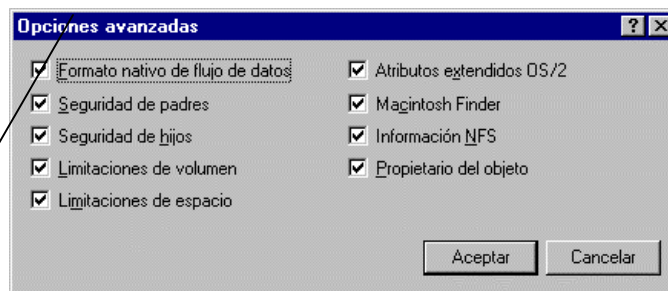 Opciones avanzadas
Formato nativo de flujo de datos
Seguridad de padres
Seguridad de hijos
Limitaciones de volumen
Limitaciones de espacio
Atributos extendidos OS/2
Macintosh Finder
Información NFS
Propietario del objeto
Aceptar
Cancelar